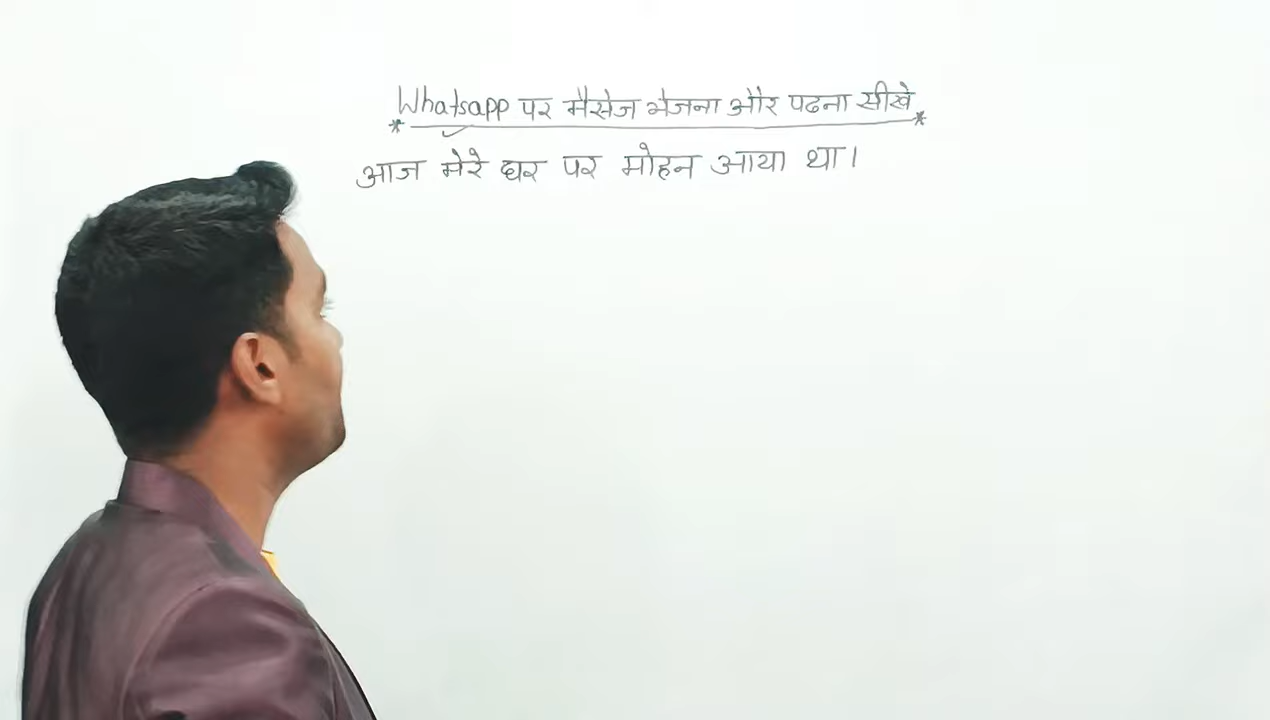 Whatsapp पर मैसेज भेजना और पढना सीखे
आज मेरे घर पर मोहन आया था।